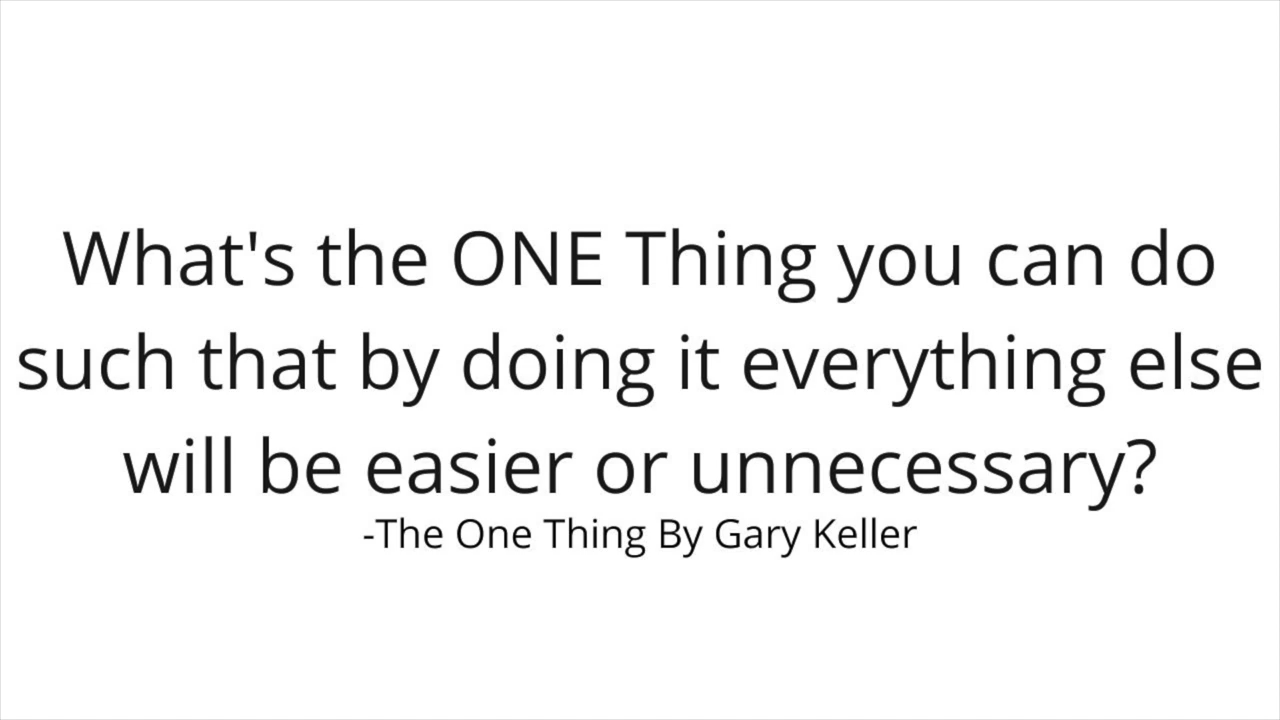 What's the ONE Thing you can do
such that by doing it everything else
will be easier or unnecessary?
-The One Thing By Gary Keller